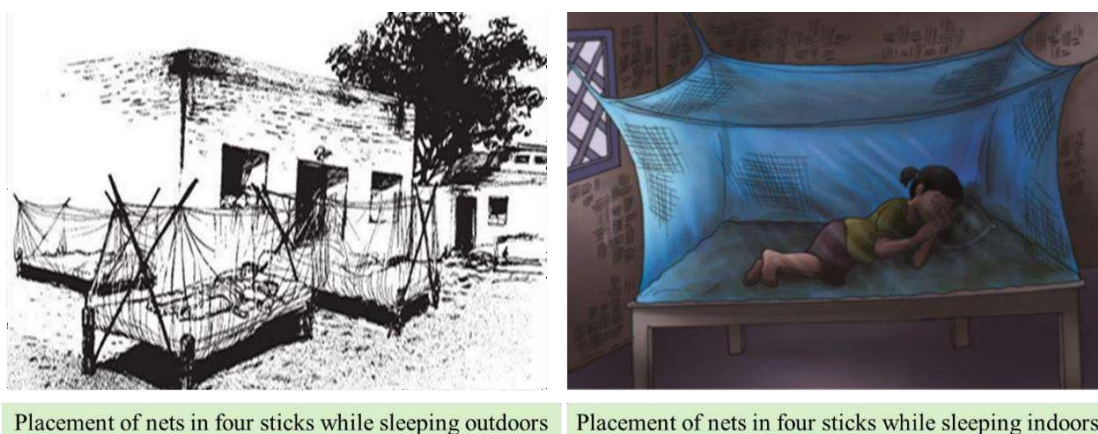 Placement of nets in four sticks while sleeping outdoors
Placement of nets in four sticks while sleeping indoors